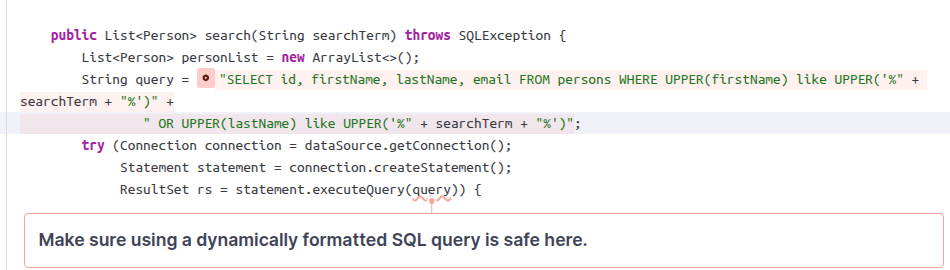 public List<Person> search(String searchTerm) throws SQLException {
List<Person> personList = new ArrayList<>();
String query = "SELECT id, firstName, lastName, email FROM persons WHERE UPPER(firstName) like UPPER('%" +
searchTerm + "%')" +
" OR UPPER(lastName) like UPPER('%" + searchTerm + "%')";
try (Connection connection = dataSource.getConnection();
Statement statement = connection.createStatement();
ResultSet rs = statement.executeQuery(query)) {
Make sure using a dynamically formatted SQL query is safe here.